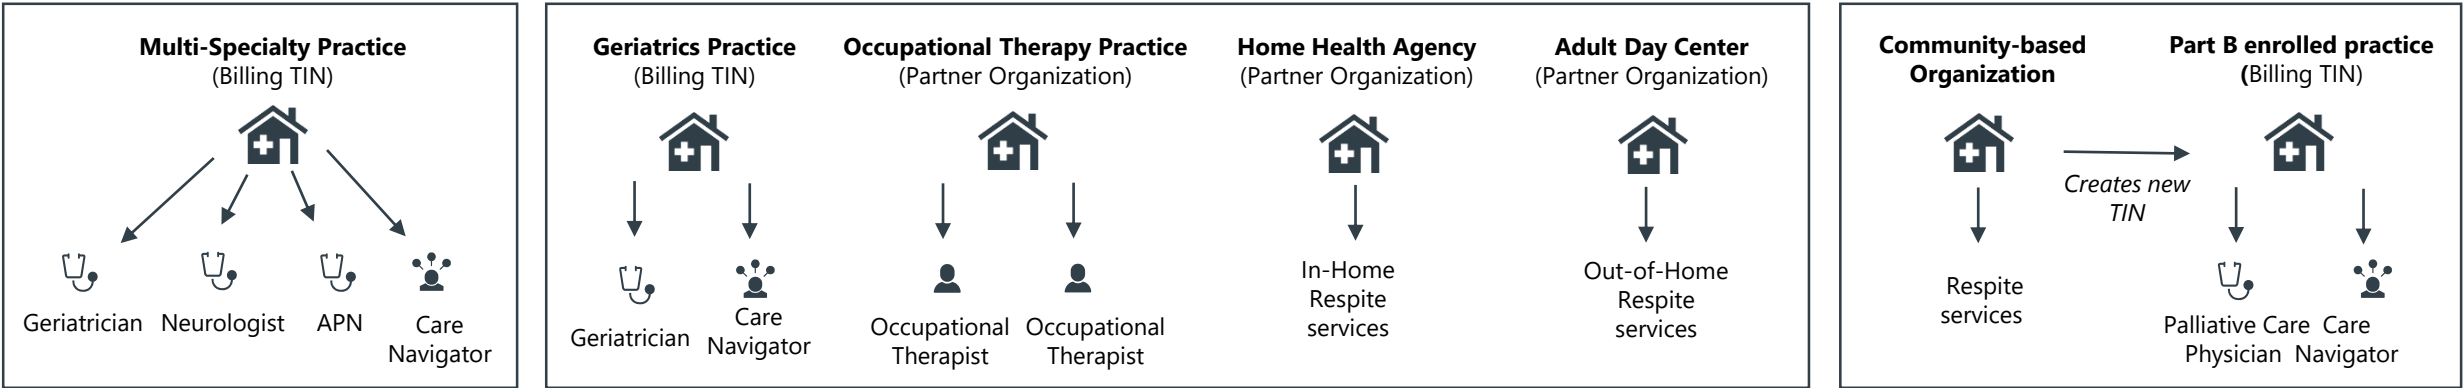 Multi-Specialty Practice
(Billing TIN)
Geriatrician
Neurologist
APN
Care
Navigator
Geriatrics Practice
(Billing TIN)
Geriatrician
Care
Navigator
Occupational Therapy Practice
(Partner Organization)
Occupational
Therapist
Occupational
Therapist
Home Health Agency
(Partner Organization)
In-Home
Respite
services
Adult Day Center
(Partner Organization)
Out-of-Home
Respite
services
Community-based
Organization
Respite
services
Creates new
TIN
Part B enrolled practice
(Billing TIN)
Palliative Care
Physician
Care
Navigator